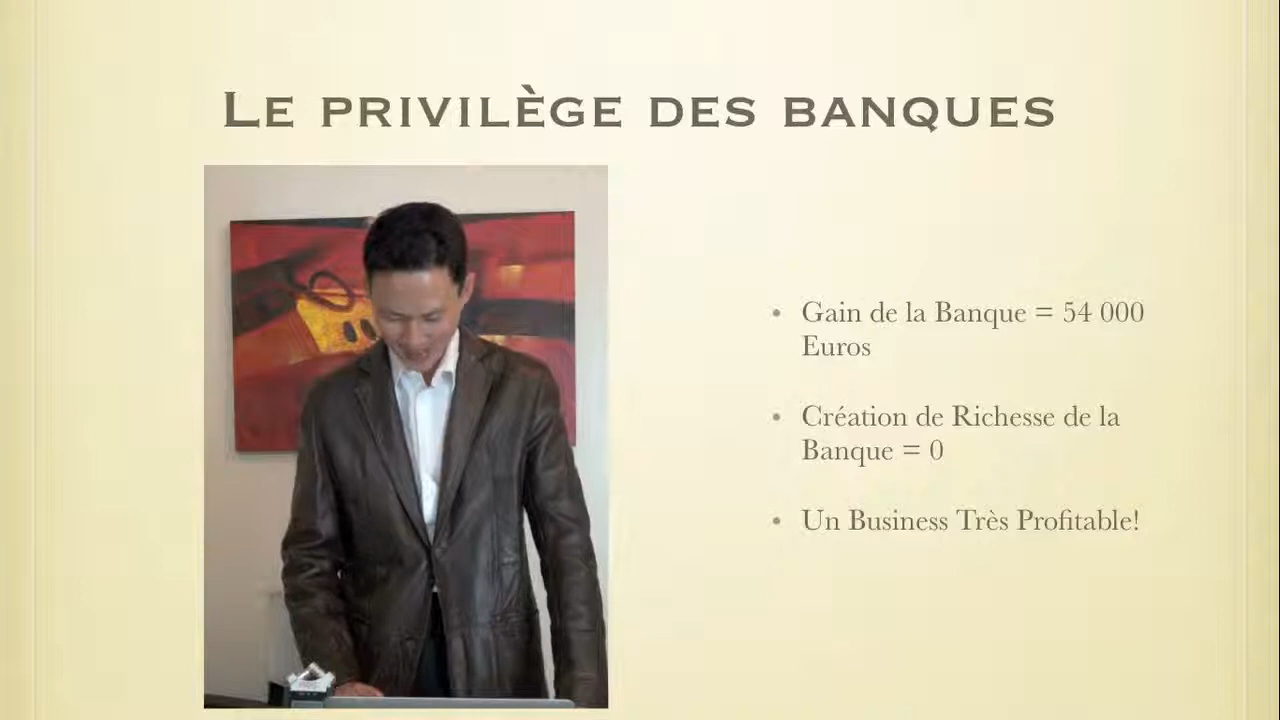 Le privilège des banques
• Gain de la Banque = 54 000
Euros
• Création de Richesse de la
Banque = 0
• Un Business Très Profitable!